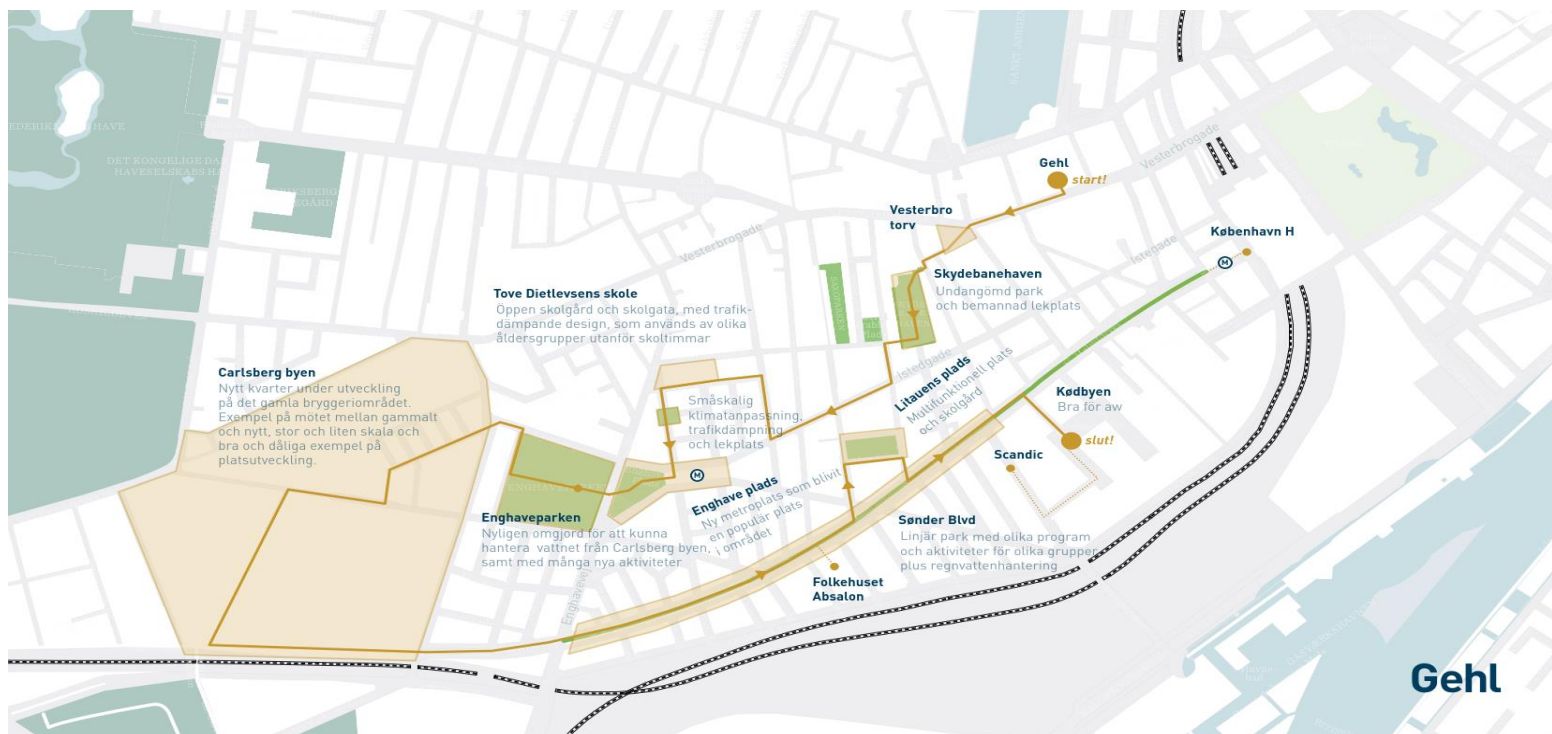 Gehl
start!
Vesterbrogade
Vesterbro
torv
København H
M
Istegade
Skydebanehaven
Undangömd park
och bemannad lekplats
Vesterbrogade
DET KONGELIGE
Tove Dietlevsens skole
Öppen skolgård och skolgata, med trafik-
dämpande design, som används av olika
åldersgrupper utanför skoltimmar
Istedgade
Litauens plads
Multifunktionell plats
och skolgård
Carlsberg byen
Nytt kvarter under utveckling
på det gamla bryggeriområdet.
Exempel på mötet mellan gammalt
och nytt, stor och liten skala och
bra och dåliga exempel på
platsutveckling.
Småskalig
klimatanpassning,
trafikdämpning
och lekplats
Kødbyen
Bra för aw
slut!
Scandic
M
Enghave plads
Ny metroplats som blivit
en populär plats
i området
Enghaveparken
Nyligen omgjord för att kunna
hantera vattnet från Carlsberg byen,
samt med många nya aktiviteter
Sønder Blvd
Linjär park med olika program
och aktiviteter för olika grupper
plus regnvattenhantering
Folkehuset
Absalon
Enghavevej
Gehl